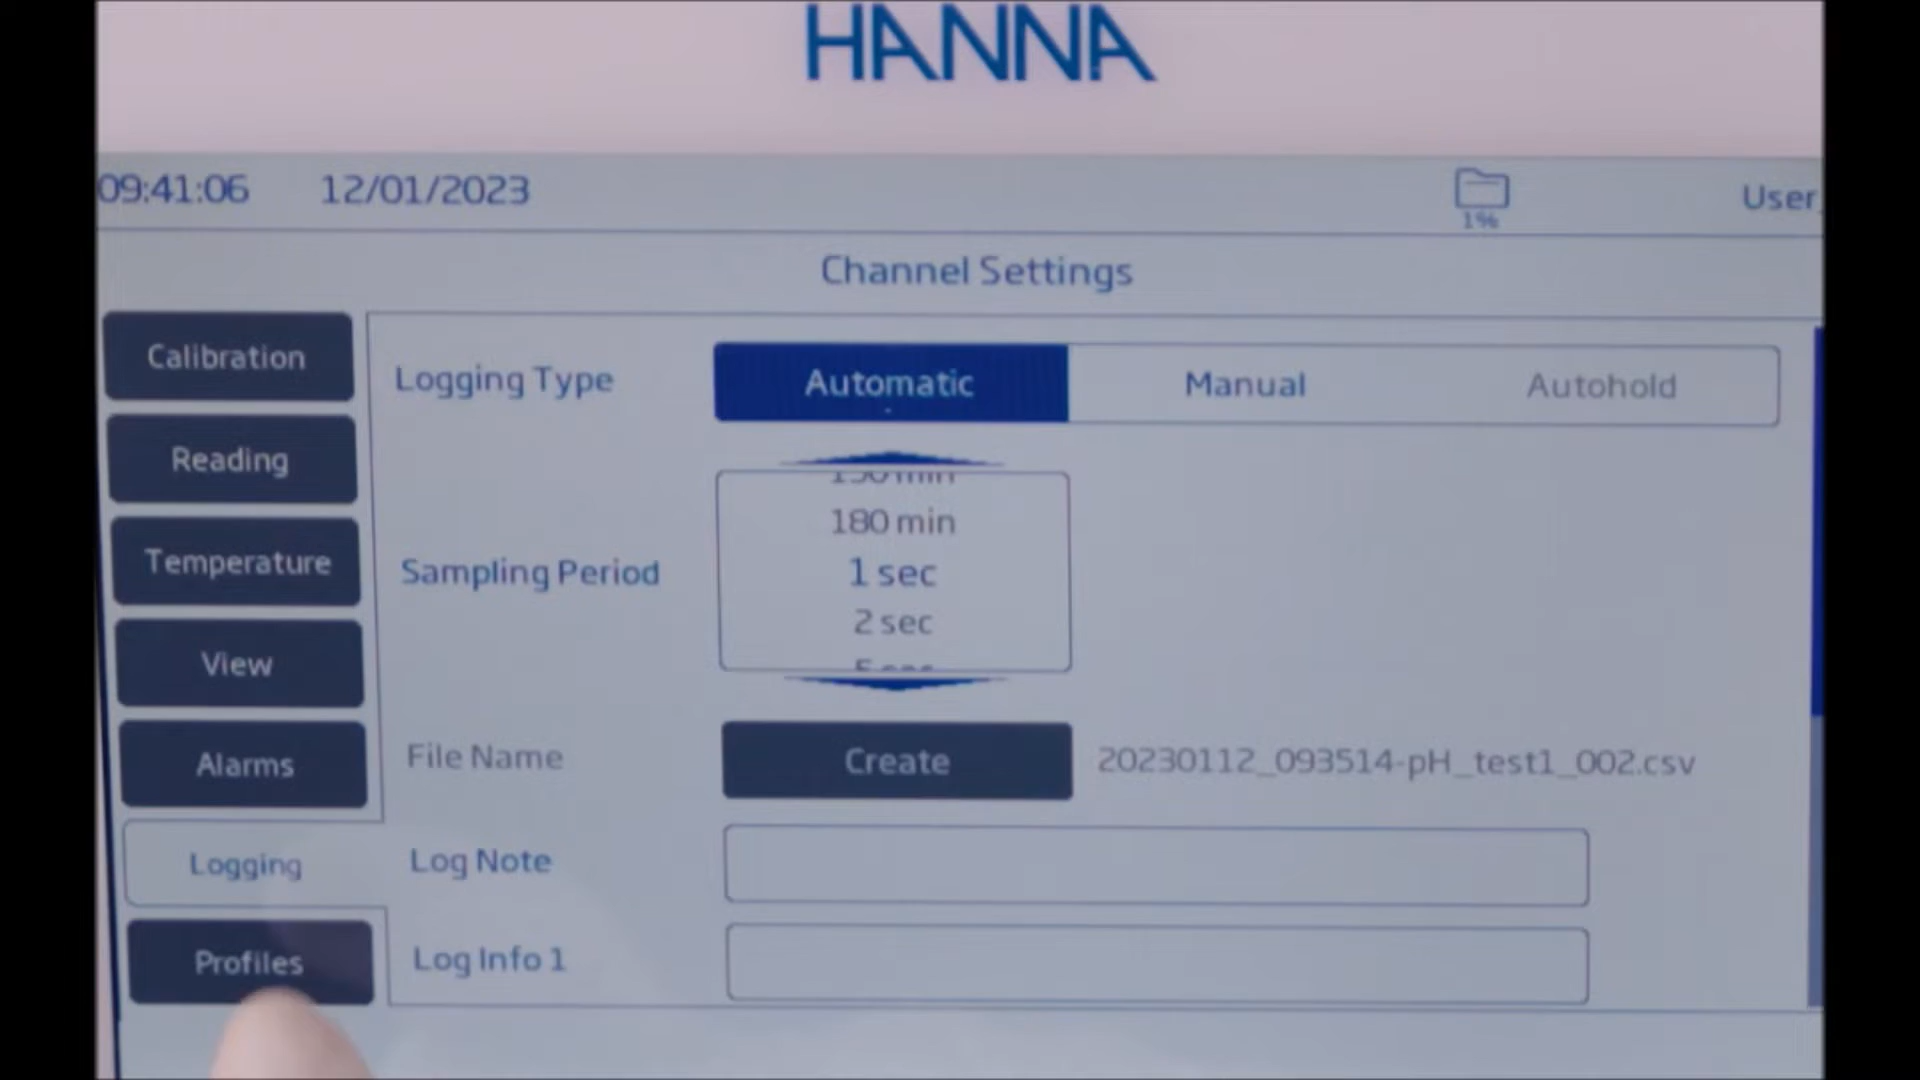 HANNA
09:41:06 12/01/2023 1% User_
Channel Settings
Calibration
Reading
Temperature
View
Alarms
Logging
Profiles
Logging Type Automatic Manual Autohold
180 min
Sampling Period 1 sec
2 sec
File Name Create 20230112_093514-pH_test1_002.csv
Log Note
Log Info 1